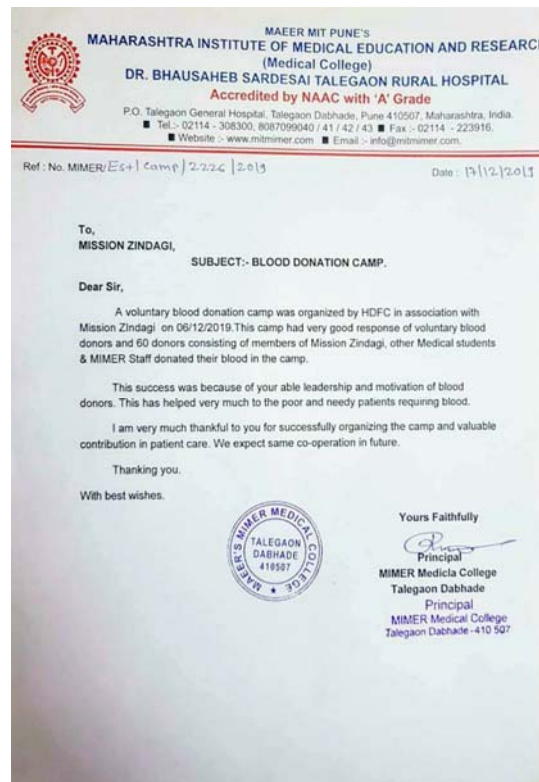 MAEER MIT PUNE'S
MAHARASHTRA INSTITUTE OF MEDICAL EDUCATION AND RESEARC
(Medical College)
DR. BHAUSAHEB SARDESAI TALEGAON RURAL HOSPITAL
Accredited by NAAC with 'A' Grade
P.O. Talegaon General Hospital, Talegaon Dabhade, Pune 410507, Maharashtra, India.
■ Tel.:- 02114 - 308300, 8087099040 / 41 / 42 / 43 ■ Fax :- 02114 - 223916.
■ Website :- www.mitmimer.com ■ Email :- info@mitmimer.com.
Ref : No. MIMER/Est/Camp/2226/2019
Date : 17/12/2019
To,
MISSION ZINDAGI,
SUBJECT:- BLOOD DONATION CAMP.
Dear Sir,
A voluntary blood donation camp was organized by HDFC in association with
Mission ZIndagi on 06/12/2019.This camp had very good response of voluntary blood
donors and 60 donors consisting of members of Mission Zindagi, other Medical students
& MIMER Staff donated their blood in the camp.
This success was because of your able leadership and motivation of blood
donors. This has helped very much to the poor and needy patients requiring blood.
I am very much thankful to you for successfully organizing the camp and valuable
contribution in patient care. We expect same co-operation in future.
Thanking you.
With best wishes.
MAEER'S MIMER MEDICAL COLLEGE
TALEGAON
DABHADE
410507
Yours Faithfully
Principal
MIMER Medicla College
Talegaon Dabhade
Principal
MIMER Medical College
Talegaon Dabhade-410 507